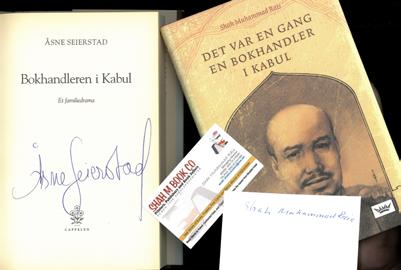 ÅSNE SEIERSTAD
Bokhandleren i Kabul
Et familiedrama
Åsne Seierstad
CAPPELEN
Shah Muhammad Rais
DET VAR EN GANG
EN BOKHANDLER
I KABUL
SHAH M BOOK CO
Shah Muhammad Rais